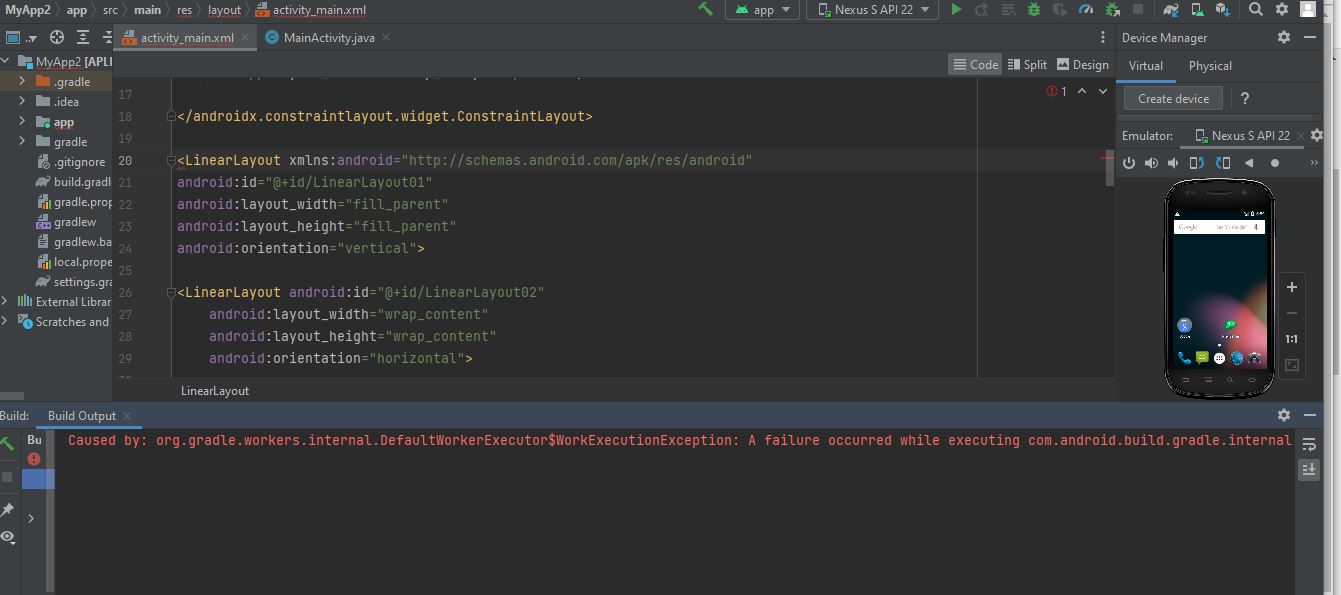 MyApp2 app src main res layout activity_main.xml app Nexus S API 22
activity_main.xml MainActivity.java Device Manager
MyApp2 [APLI Code Split Design Virtual Physical
.gradle
.idea
app
gradle
.gitignore
build.gradl
gradle.prop
gradlew
gradlew.ba
local.prope
settings.gra
External Librar
Scratches and
1
17
18 </androidx.constraintlayout.widget.ConstraintLayout>
19
20 <LinearLayout xmlns:android="http://schemas.android.com/apk/res/android"
21 android:id="@+id/LinearLayout01"
22 android:layout_width="fill_parent"
23 android:layout_height="fill_parent"
24 android:orientation="vertical">
25
26 <LinearLayout android:id="@+id/LinearLayout02"
27 android:layout_width="wrap_content"
28 android:layout_height="wrap_content"
29 android:orientation="horizontal">
LinearLayout
Create device ?
Emulator: Nexus S API 22
Google
1:1
Build: Build Output
Bu
Caused by: org.gradle.workers.internal.DefaultWorkerExecutor$WorkExecutionException: A failure occurred while executing com.android.build.gradle.internal